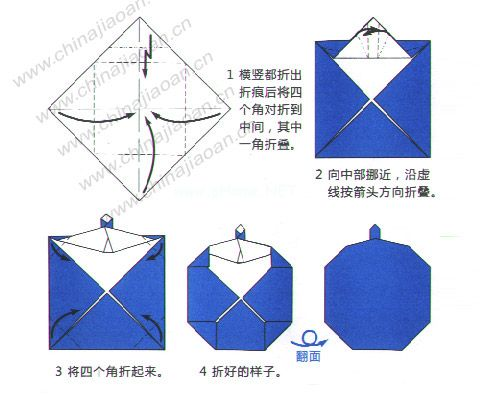 www.chinajiaoan.cn
www.chinajiaoan.cn
www.chinajiaoan.cn
1 横竖都折出
折痕后将四
个角对折到
中间，其中
一角折叠。
2 向中部挪近，沿虚
线按箭头方向折叠。
3 将四个角折起来。
4 折好的样子。
翻面